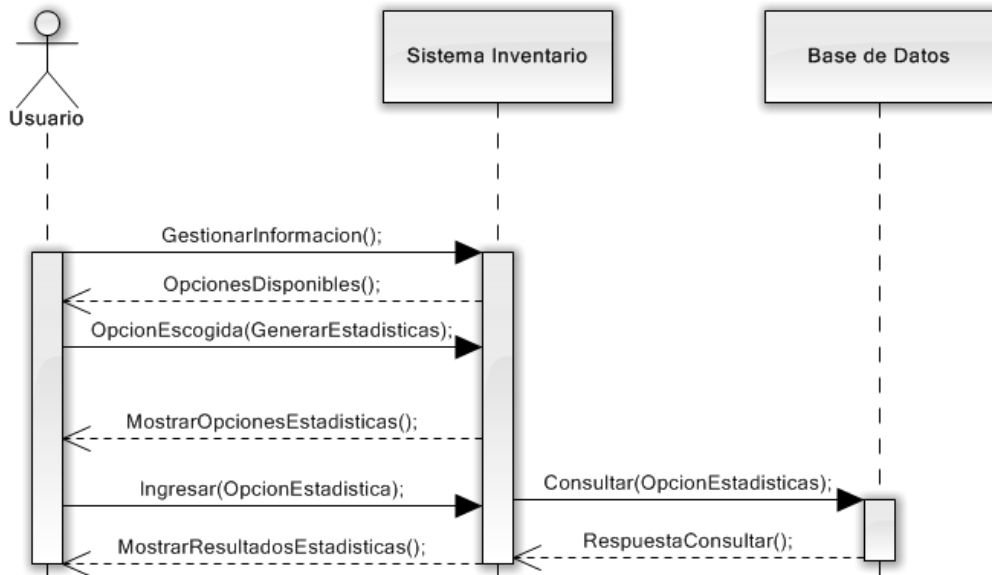 Usuario
Sistema Inventario
Base de Datos
GestionarInformacion();
OpcionesDisponibles();
OpcionEscogida(GenerarEstadisticas);
MostrarOpcionesEstadisticas();
Ingresar(OpcionEstadistica);
Consultar(OpcionEstadisticas);
RespuestaConsultar();
MostrarResultadosEstadisticas();